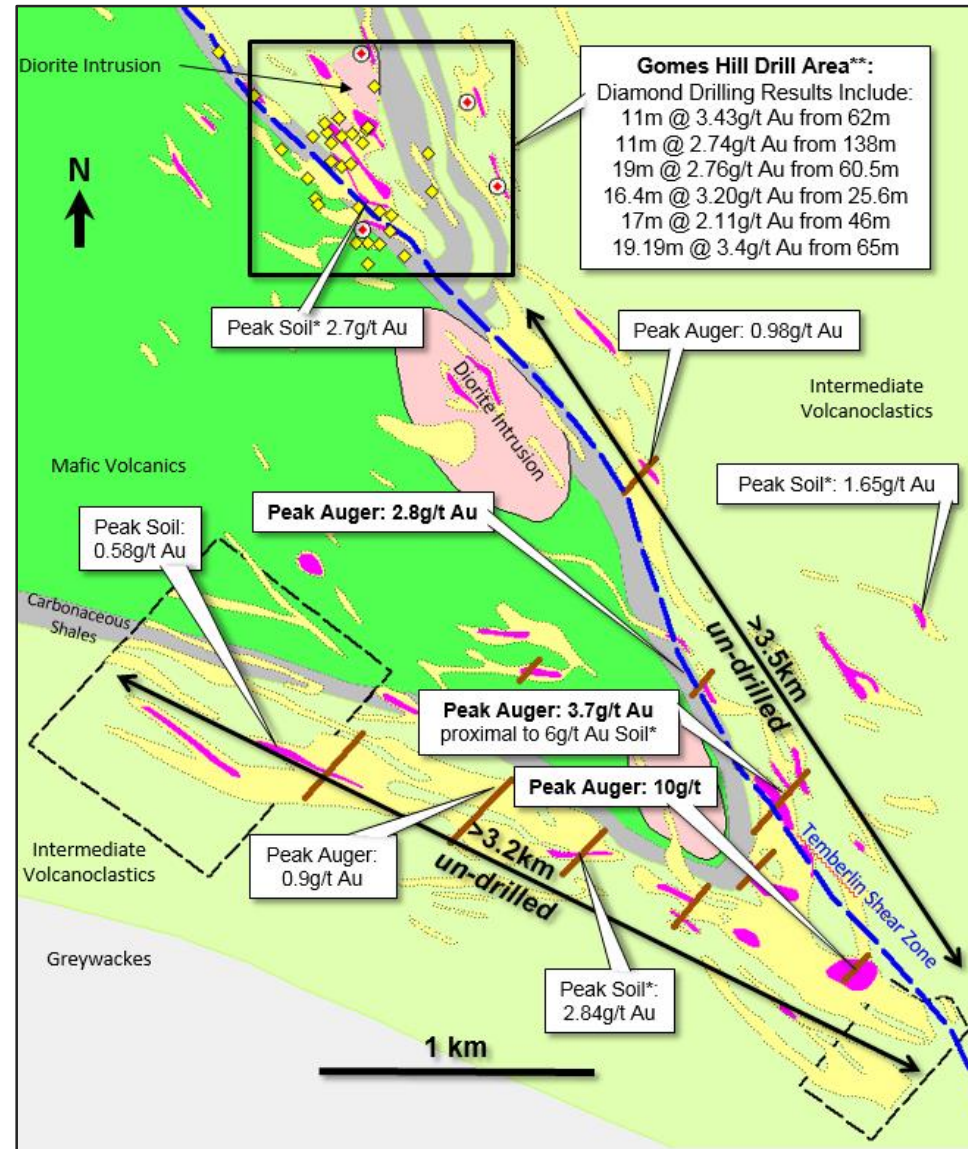 Diorite Intrusion
Gomes Hill Drill Area**:
Diamond Drilling Results Include:
11m @ 3.43g/t Au from 62m
11m @ 2.74g/t Au from 138m
19m @ 2.76g/t Au from 60.5m
16.4m @ 3.20g/t Au from 25.6m
17m @ 2.11g/t Au from 46m
19.19m @ 3.4g/t Au from 65m
N
Peak Soil* 2.7g/t Au
Peak Auger: 0.98g/t Au
Intermediate
Volcanoclastics
Diorite Intrusion
Mafic Volcanics
Peak Soil*: 1.65g/t Au
Peak Auger: 2.8g/t Au
Peak Soil:
0.58g/t Au
Carbonaceous
Shales
>3.5km
un-drilled
Peak Auger: 3.7g/t Au
proximal to 6g/t Au Soil*
Peak Auger: 10g/t
Temberlin Shear Zone
Intermediate
Volcanoclastics
Peak Auger:
0.9g/t Au
>3.2km
un-drilled
Greywackes
Peak Soil*:
2.84g/t Au
1 km